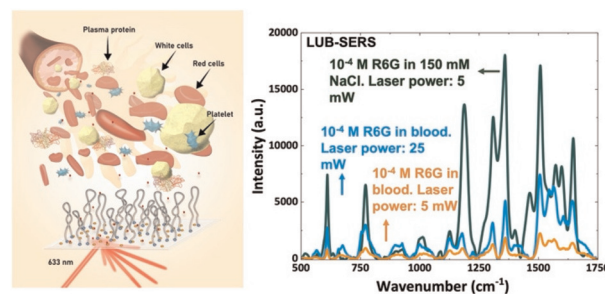 Plasma protein
White cells
Red cells
Platelet
633 nm
LUB-SERS
20000
15000
10000
5000
0
Intensity (a.u.)
10⁻⁴ M R6G in 150 mM
NaCl. Laser power: 5
mW
10⁻⁴ M R6G in blood.
Laser power: 25
mW
10⁻⁴ M R6G in
blood. Laser
power: 5 mW
500 750 1000 1250 1500 1750
Wavenumber (cm⁻¹)